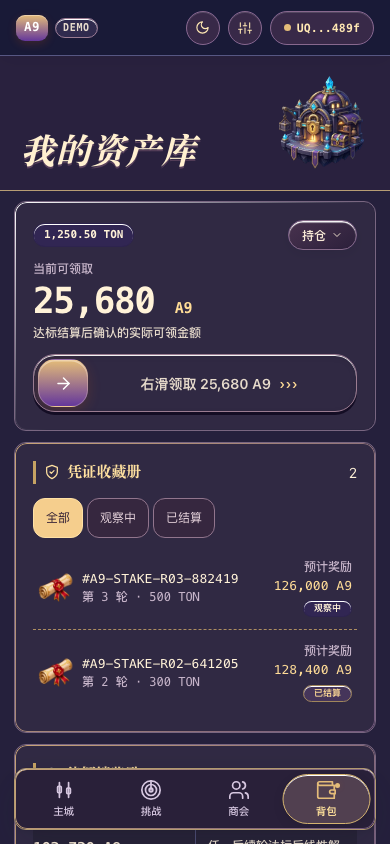 A9 DEMO UQ...489f
我的资产库
1,250.50 TON 持仓
当前可领取
25,680 A9
达标结算后确认的实际可领金额
右滑领取 25,680 A9 ›››
凭证收藏册 2
全部 观察中 已结算
#A9-STAKE-R03-882419
第 3 轮 · 500 TON
预计奖励
126,000 A9
观察中
#A9-STAKE-R02-641205
第 2 轮 · 300 TON
预计奖励
128,400 A9
已结算
主城 挑战 商会 背包